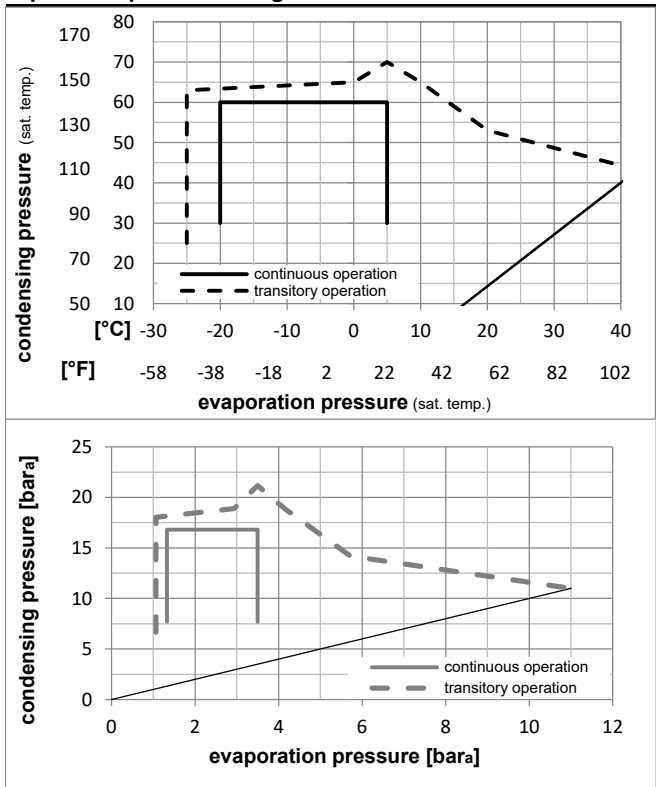 170 80
70
150 60
130 50
110 40
90 30
70 20
50 10
condensing pressure (sat. temp.)
continuous operation
transitory operation
[°C] -30 -20 -10 0 10 20 30 40
[°F] -58 -38 -18 2 22 42 62 82 102
evaporation pressure (sat. temp.)
25
20
15
10
5
0
condensing pressure [bara]
continuous operation
transitory operation
0 2 4 6 8 10 12
evaporation pressure [bara]